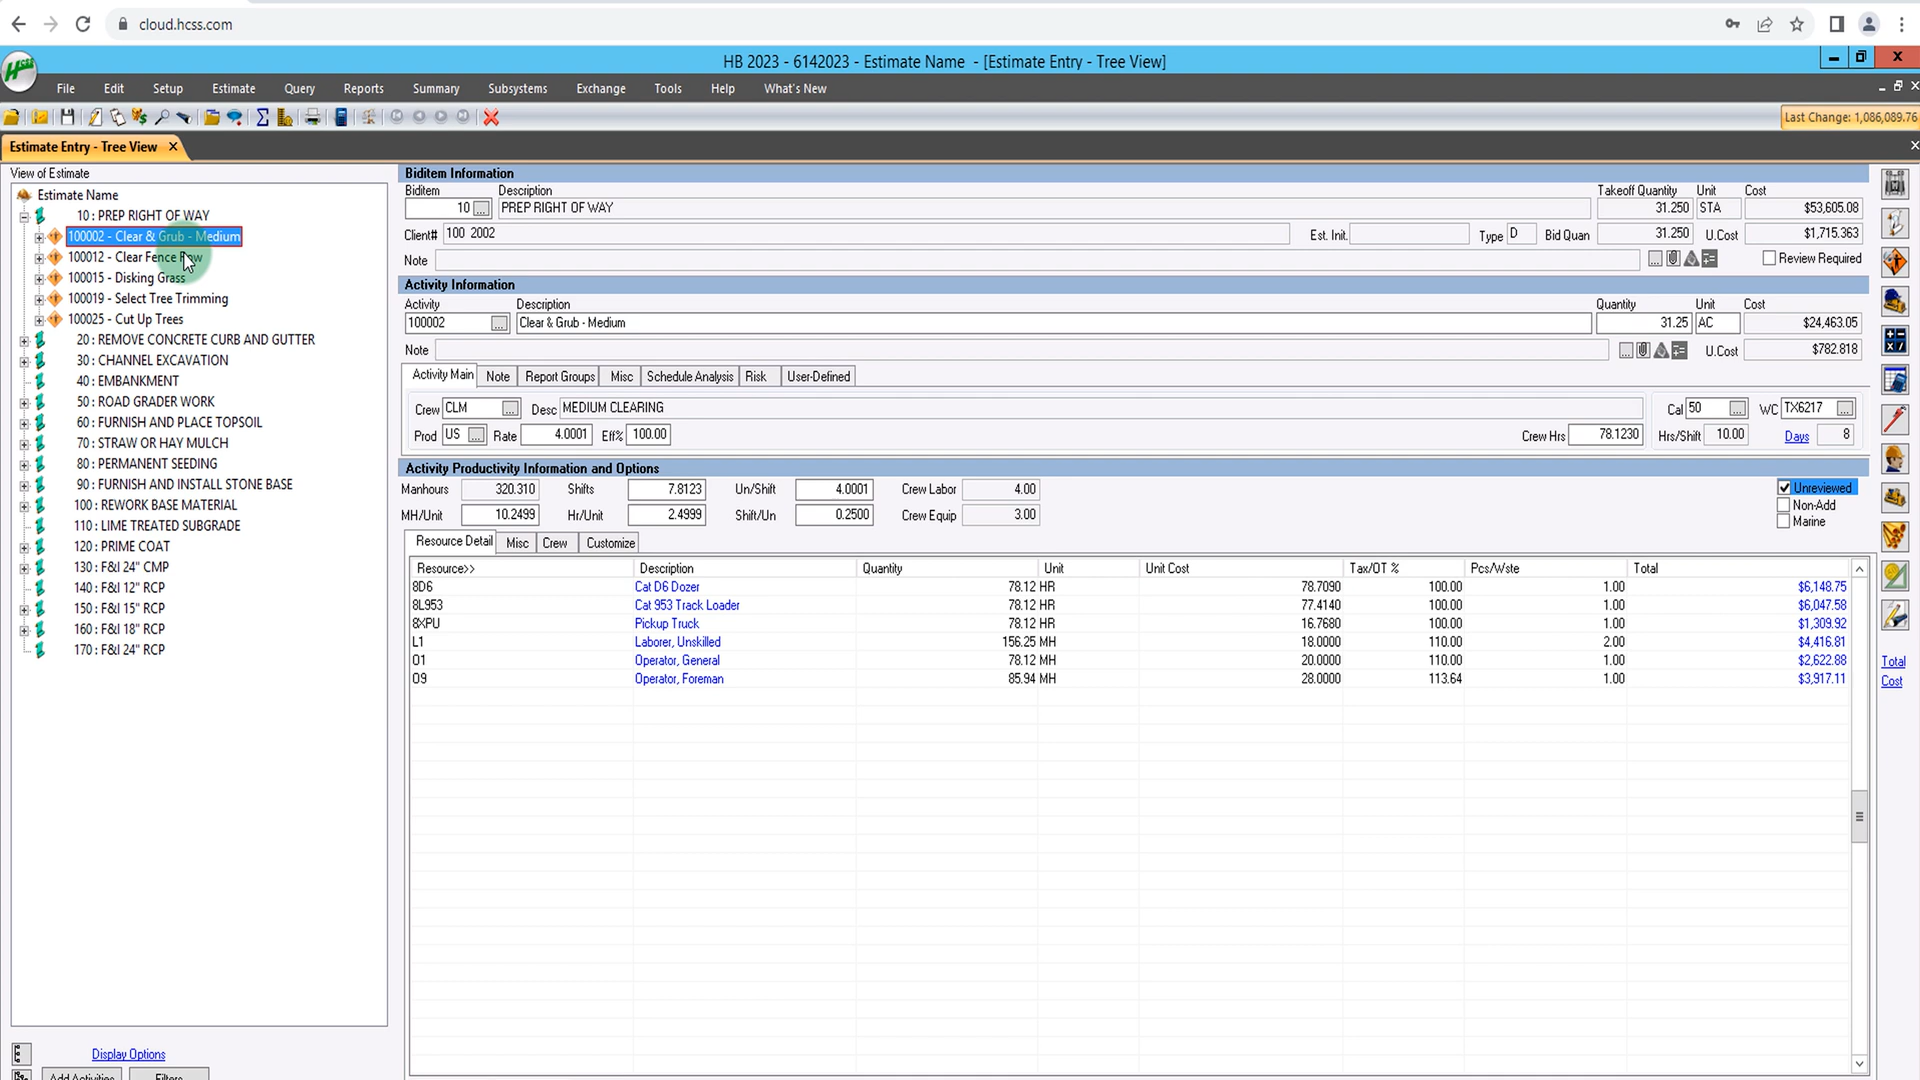 cloud.hcss.com
HB 2023 - 6142023 - Estimate Name - [Estimate Entry - Tree View]
HCSS
File Edit Setup Estimate Query Reports Summary Subsystems Exchange Tools Help What's New
Last Change: 1,086,089.76
Estimate Entry - Tree View
View of Estimate
Estimate Name
10 : PREP RIGHT OF WAY
100002 - Clear & Grub - Medium
100012 - Clear Fence Row
100015 - Disking Grass
100019 - Select Tree Trimming
100025 - Cut Up Trees
20 : REMOVE CONCRETE CURB AND GUTTER
30 : CHANNEL EXCAVATION
40 : EMBANKMENT
50 : ROAD GRADER WORK
60 : FURNISH AND PLACE TOPSOIL
70 : STRAW OR HAY MULCH
80 : PERMANENT SEEDING
90 : FURNISH AND INSTALL STONE BASE
100 : REWORK BASE MATERIAL
110 : LIME TREATED SUBGRADE
120 : PRIME COAT
130 : F&I 24" CMP
140 : F&I 12" RCP
150 : F&I 15" RCP
160 : F&I 18" RCP
170 : F&I 24" RCP
Display Options
Add Activities Filters
Biditem Information
Biditem Description Takeoff Quantity Unit Cost
10 ... PREP RIGHT OF WAY 31.250 STA $53,605.08
Client# 100 2002 Est. Init. Type D Bid Quan 31.250 U.Cost $1,715.363
Note ... Review Required
Activity Information
Activity Description Quantity Unit Cost
100002 ... Clear & Grub - Medium 31.25 AC $24,463.05
Note ... U.Cost $782.818
Activity Main Note Report Groups Misc Schedule Analysis Risk User-Defined
Crew CLM ... Desc MEDIUM CLEARING Cal 50 ... WC TX6217 ...
Prod US ... Rate 4.0001 Eff% 100.00 Crew Hrs 78.1230 Hrs/Shift 10.00 Days 8
Activity Productivity Information and Options
Manhours 320.310 Shifts 7.8123 Un/Shift 4.0001 Crew Labor 4.00 Unreviewed
Non-Add
MH/Unit 10.2499 Hr/Unit 2.4999 Shift/Un 0.2500 Crew Equip 3.00 Marine
Resource Detail Misc Crew Customize
Resource>> Description Quantity Unit Unit Cost Tax/OT % Pcs/Wste Total
8D6 Cat D6 Dozer 78.12 HR 78.7090 100.00 1.00 $6,148.75
8L953 Cat 953 Track Loader 78.12 HR 77.4140 100.00 1.00 $6,047.58
8XPU Pickup Truck 78.12 HR 16.7680 100.00 1.00 $1,309.92
L1 Laborer, Unskilled 156.25 MH 18.0000 110.00 2.00 $4,416.81
O1 Operator, General 78.12 MH 20.0000 110.00 1.00 $2,622.88
O9 Operator, Foreman 85.94 MH 28.0000 113.64 1.00 $3,917.11
Total
Cost